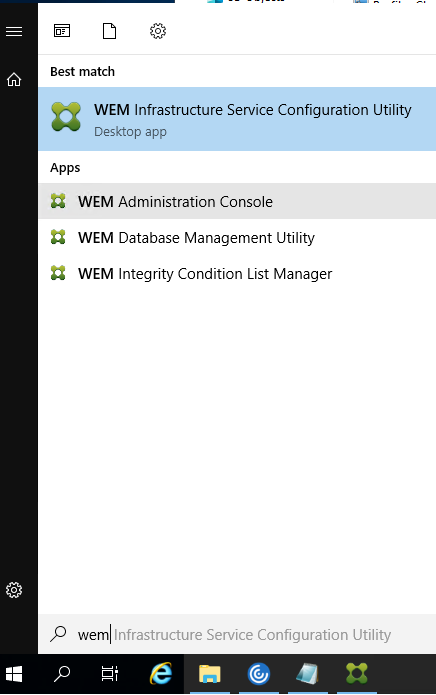 Best match
WEM Infrastructure Service Configuration Utility
Desktop app
Apps
WEM Administration Console
WEM Database Management Utility
WEM Integrity Condition List Manager
wem Infrastructure Service Configuration Utility